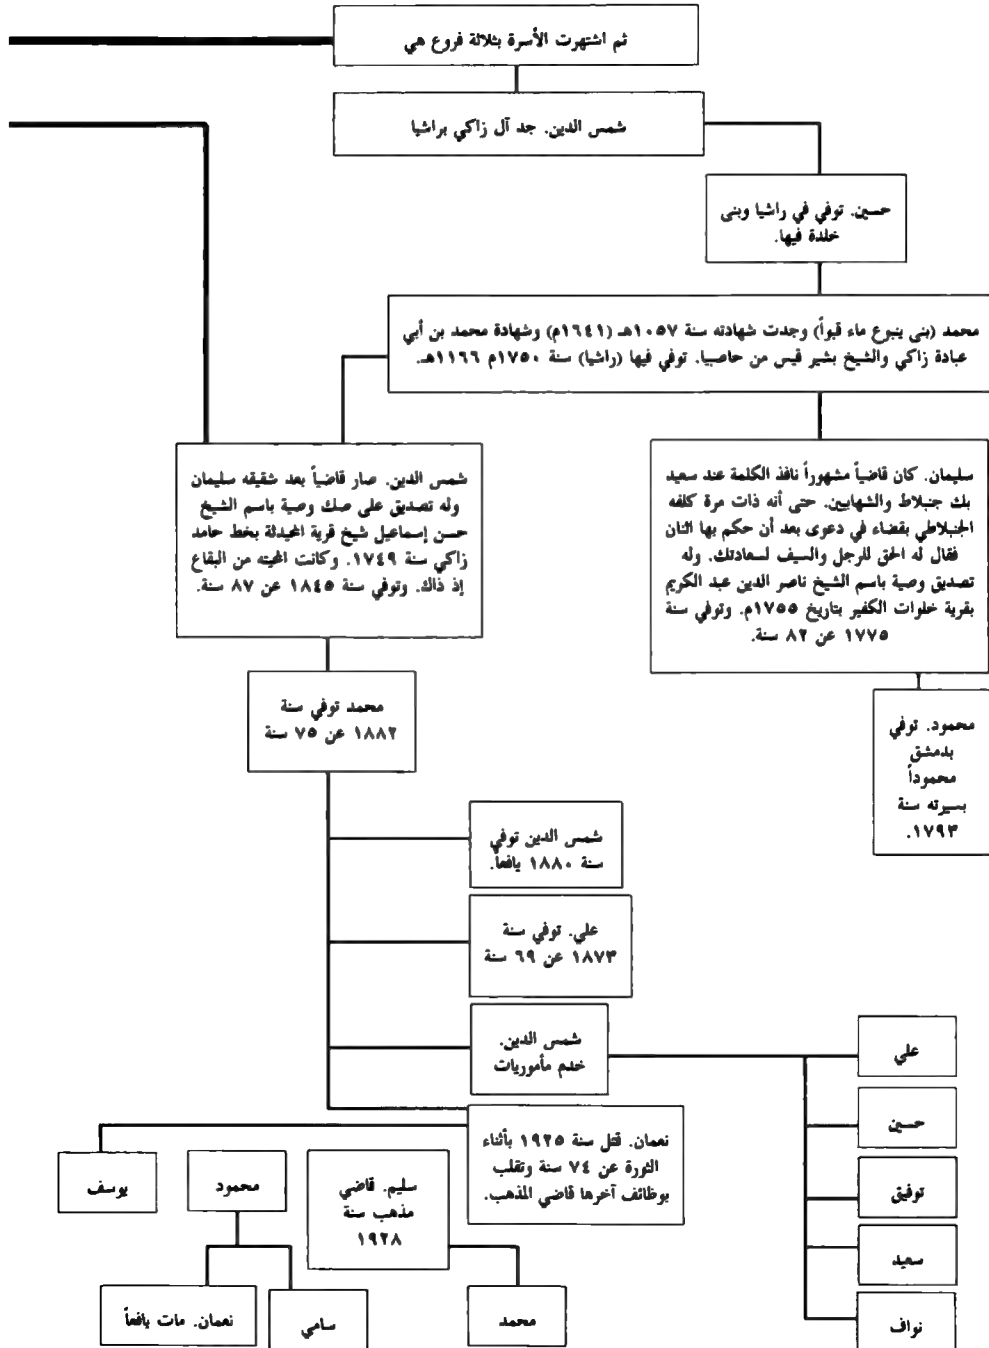 ثم اشتهرت الأسرة بثلاثة فروع هي
شمس الدين. جد آل زاكي براشيا
حسين. توفي في راشيا وبنى
خلدة فيها.
محمد (بنى ينبوع ماء قبواً) وجدت شهادته سنة ١٠٥٧هـ (١٦٤١م) وشهادة محمد بن أبي
عبادة زاكي والشيخ بشير قيس من حاصبيا. توفي فيها (راشيا) سنة ١٧٥٠م ١١٦٦هـ.
سليمان. كان قاضياً مشهوراً نافذ الكلمة عند سعيد
بك جنبلاط والشهابيين. حتى أنه ذات مرة كلفه
الجنبلاطي بقضاء في دعوى بعد أن حكم بها اثنان
فقال له الحق للرجل والسيف لسعادتك. وله
تصديق وصية باسم الشيخ ناصر الدين عبد الكريم
بقرية خلوات الكفير بتاريخ ١٧٥٥م. وتوفي سنة
١٧٧٥ عن ٨٢ سنة.
شمس الدين. صار قاضياً بعد شقيقه سليمان
وله تصديق على صك وصية باسم الشيخ
حسن إسماعيل شيخ قرية المحيدثة بخط حامد
زاكي سنة ١٧٤٩. وكانت المحيثه من البقاع
إذ ذاك. وتوفي سنة ١٨٤٥ عن ٨٧ سنة.
محمود. توفي
بدمشق
محموداً
بسيرته سنة
١٧٩٣.
محمد توفي سنة
١٨٨٢ عن ٧٥ سنة
شمس الدين توفي
سنة ١٨٨٠ يافعاً.
علي. توفي سنة
١٨٧٣ عن ٦٩ سنة
شمس الدين.
خدم مأموريات
علي
حسين
توفيق
سعيد
نواف
نعمان. قتل سنة ١٩٢٥ بأثناء
الثورة عن ٧٤ سنة وتقلب
بوظائف آخرها قاضي المذهب.
سليم. قاضي
مذهب سنة
١٩٢٨
محمود
يوسف
محمد
سامي
نعمان. مات يافعاً